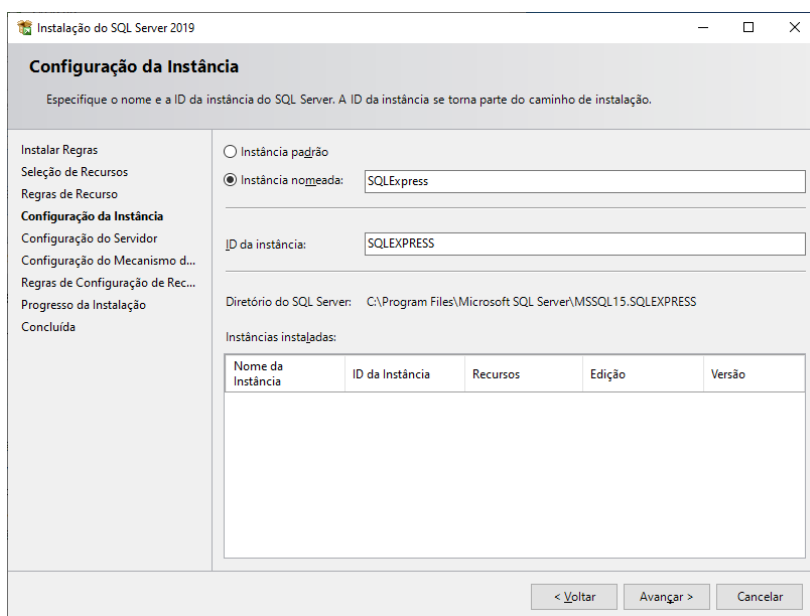 Instalação do SQL Server 2019
Configuração da Instância
Especifique o nome e a ID da instância do SQL Server. A ID da instância se torna parte do caminho de instalação.
Instalar Regras
Seleção de Recursos
Regras de Recurso
Configuração da Instância
Configuração do Servidor
Configuração do Mecanismo d...
Regras de Configuração de Rec...
Progresso da Instalação
Concluída
Instância padrão
Instância nomeada: SQLExpress
ID da instância: SQLEXPRESS
Diretório do SQL Server: C:\Program Files\Microsoft SQL Server\MSSQL15.SQLEXPRESS
Instâncias instaladas:
Nome da
Instância
ID da Instância
Recursos
Edição
Versão
< Voltar
Avançar >
Cancelar